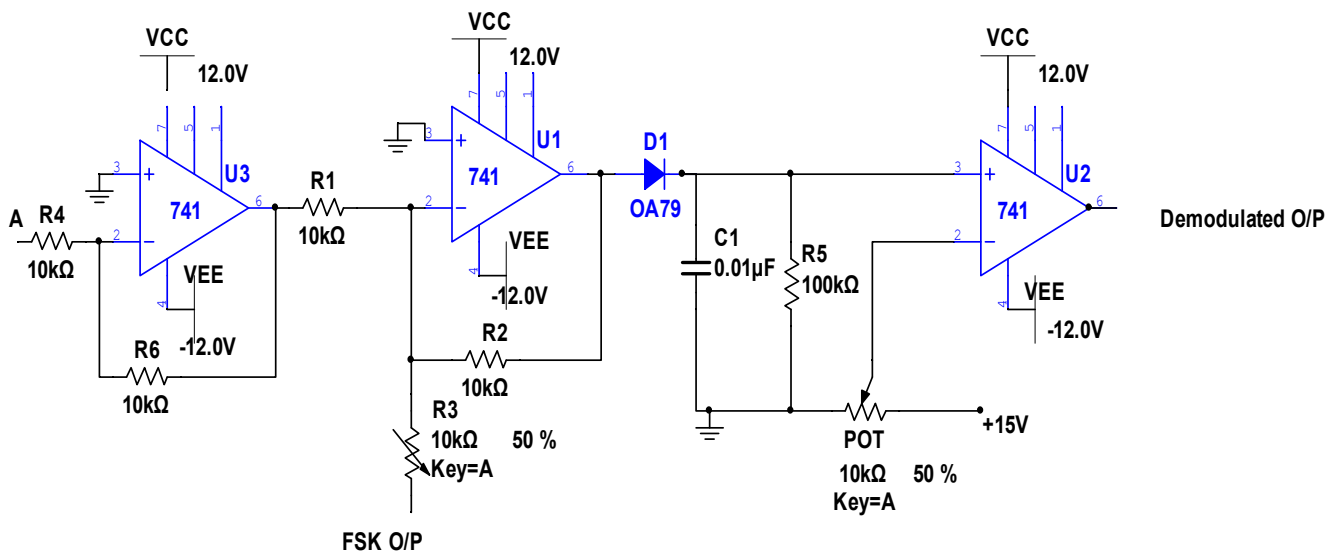 VCC
12.0V
7
5
1
3
U3
741
6
A
R4
10kΩ
2
4
VEE
-12.0V
R6
10kΩ
R1
10kΩ
VCC
12.0V
7
5
1
3
U1
741
6
2
4
VEE
-12.0V
R2
10kΩ
R3
10kΩ 50 %
Key=A
FSK O/P
D1
OA79
C1
0.01µF
R5
100kΩ
VCC
12.0V
7
5
1
3
U2
741
6
2
4
VEE
-12.0V
Demodulated O/P
+15V
POT
10kΩ 50 %
Key=A